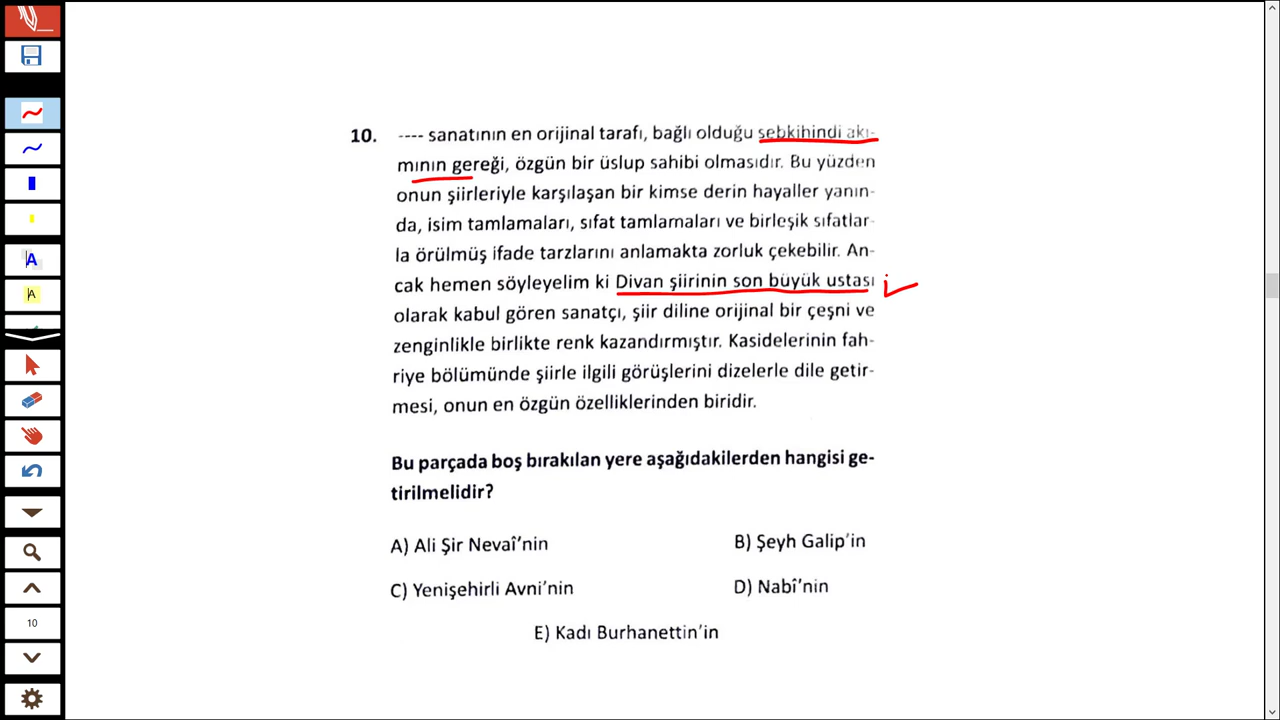 10. ---- sanatının en orijinal tarafı, bağlı olduğu sebkihindi akı-
mının gereği, özgün bir üslup sahibi olmasıdır. Bu yüzden
onun şiirleriyle karşılaşan bir kimse derin hayaller yanın-
da, isim tamlamaları, sıfat tamlamaları ve birleşik sıfatlar-
la örülmüş ifade tarzlarını anlamakta zorluk çekebilir. An-
cak hemen söyleyelim ki Divan şiirinin son büyük ustası
olarak kabul gören sanatçı, şiir diline orijinal bir çeşni ve
zenginlikle birlikte renk kazandırmıştır. Kasidelerinin fah-
riye bölümünde şiirle ilgili görüşlerini dizelerle dile getir-
mesi, onun en özgün özelliklerinden biridir.
Bu parçada boş bırakılan yere aşağıdakilerden hangisi ge-
tirilmelidir?
A) Ali Şir Nevaî'nin
B) Şeyh Galip'in
C) Yenişehirli Avni'nin
D) Nabî'nin
E) Kadı Burhanettin'in
A
A
10